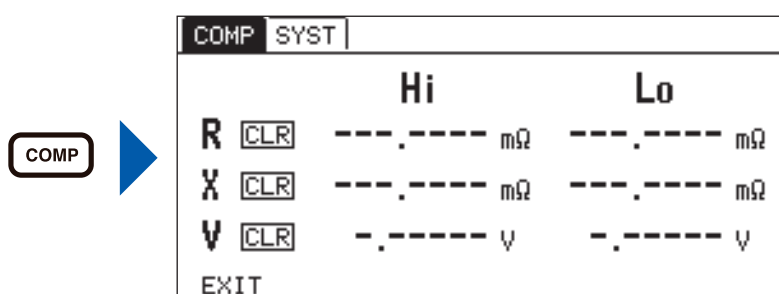 COMP
COMP SYST
Hi Lo
R CLR ---.---- mΩ ---.---- mΩ
X CLR ---.---- mΩ ---.---- mΩ
V CLR -.----- V -.----- V
EXIT